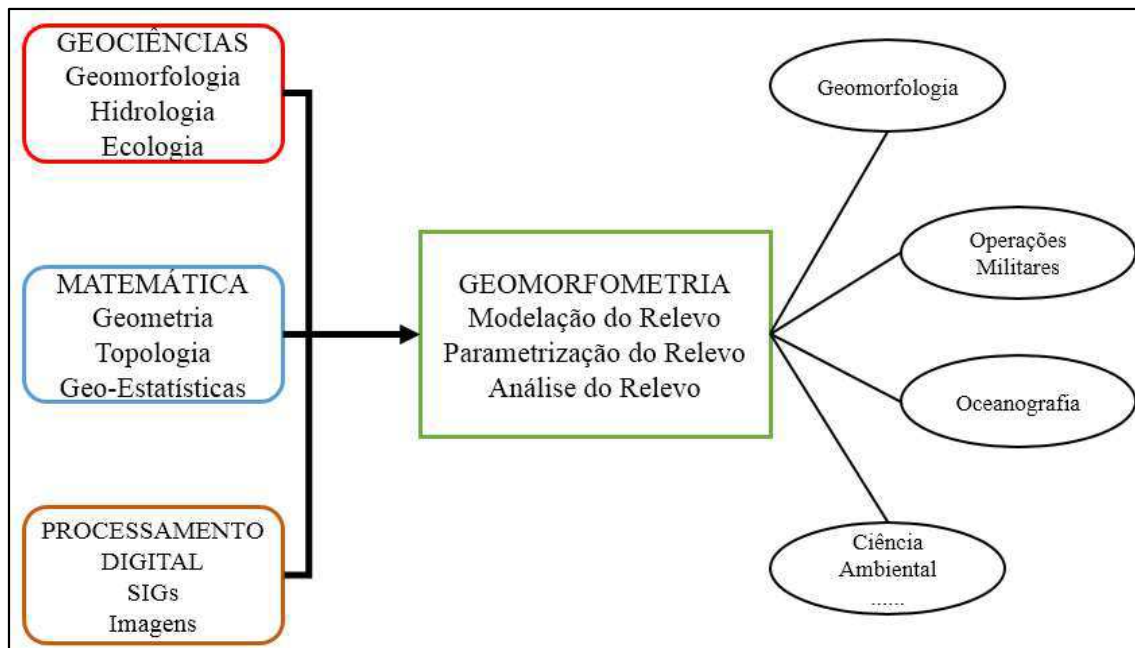 GEOCIÊNCIAS
Geomorfologia
Hidrologia
Ecologia
MATEMÁTICA
Geometria
Topologia
Geo-Estatísticas
PROCESSAMENTO
DIGITAL
SIGs
Imagens
GEOMORFOMETRIA
Modelação do Relevo
Parametrização do Relevo
Análise do Relevo
Geomorfologia
Operações
Militares
Oceanografia
Ciência
Ambiental
......